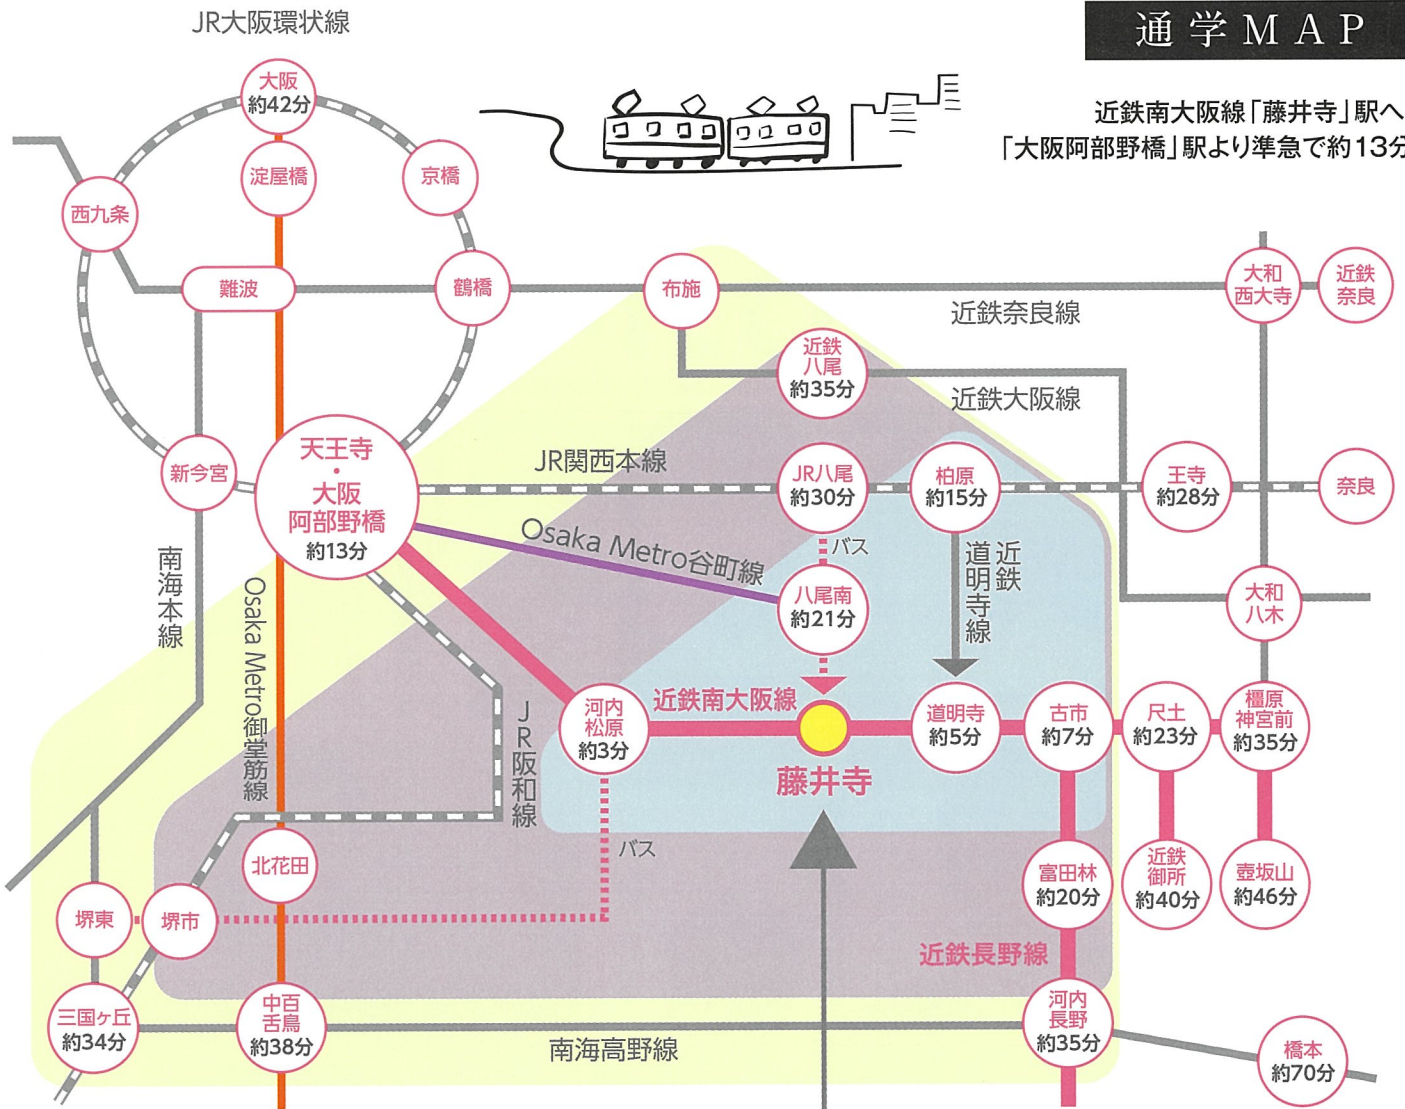 通学MAP
近鉄南大阪線「藤井寺」駅へ
「大阪阿部野橋」駅より準急で約13分
JR大阪環状線
大阪
約42分
淀屋橋
京橋
西九条
難波
鶴橋
布施
大和
西大寺
近鉄
奈良
近鉄奈良線
近鉄
八尾
約35分
近鉄大阪線
天王寺
・
大阪
阿部野橋
約13分
新今宮
JR関西本線
JR八尾
約30分
柏原
約15分
王寺
約28分
奈良
バス
Osaka Metro谷町線
八尾南
約21分
近鉄
道明寺線
大和
八木
南海本線
Osaka Metro御堂筋線
JR阪和線
河内
松原
約3分
近鉄南大阪線
藤井寺
道明寺
約5分
古市
約7分
尺土
約23分
橿原
神宮前
約35分
バス
北花田
富田林
約20分
近鉄
御所
約40分
壺坂山
約46分
堺東
堺市
近鉄長野線
三国ヶ丘
約34分
中百
舌鳥
約38分
南海高野線
河内
長野
約35分
橋本
約70分